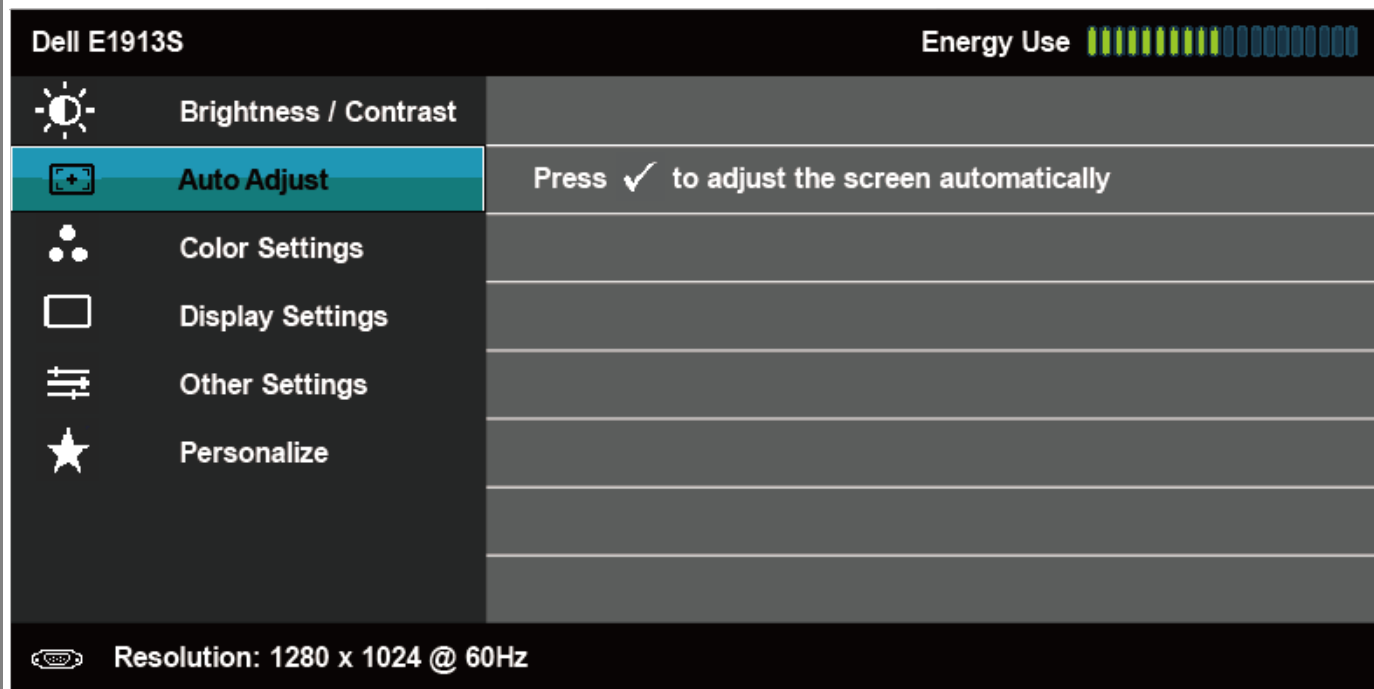 Dell E1913S Energy Use
Brightness / Contrast
Auto Adjust Press ✓ to adjust the screen automatically
Color Settings
Display Settings
Other Settings
Personalize
Resolution: 1280 x 1024 @ 60Hz